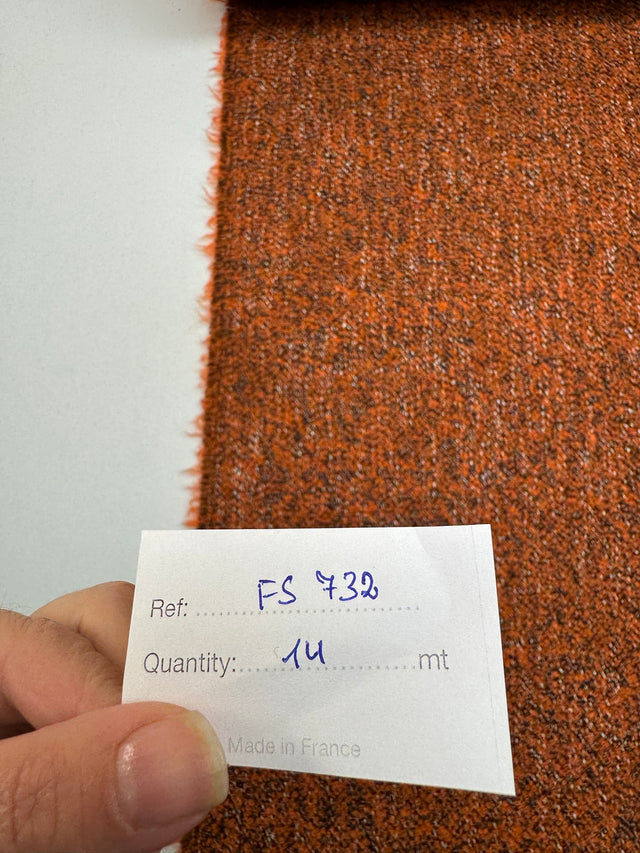 Ref: FS 732
Quantity: 14 mt
Made in France